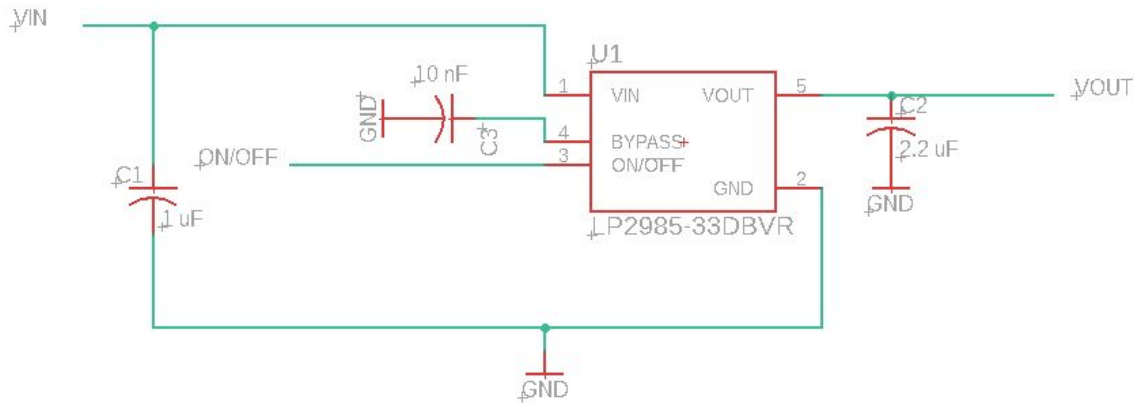 VIN
10 nF
GND
C3
U1
1
VIN
VOUT
5
VOUT
4
BYPASS
3
ON/OFF
GND
2
ON/OFF
C1
1 uF
C2
2.2 uF
GND
LP2985-33DBVR
GND